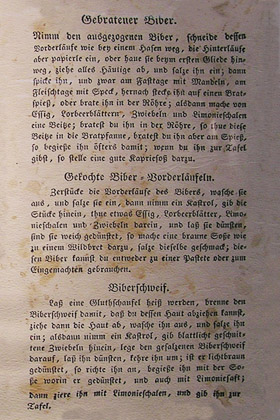 Gebratener Biber.
Nimm den ausgezogenen Biber, schneide dessen
Vorderläufe wie bey einem Hasen weg, die Hinterläufe
aber papierle ein, oder haue sie beym ersten Gliede hin-
weg, ziehe alles Häutige ab, und salze ihn ein; dann
spicke ihn, und zwar am Fasttage mit Mandeln, am
Fleischtage mit Speck, hernach stecke ihn auf einen Brat-
spieß, oder brate ihn in der Röhre; alsdann mache von
Essig, Lorbeerblättern, Zwiebeln und Limonieschalen
eine Beitze; bratest du ihn in der Röhre, so thue diese
Beitze in die Bratpfanne, bratest du ihn aber am Spieß,
so begieße ihn öfters damit; wenn du ihn zur Tafel
gibst, so stelle eine gute Kapriesoß darzu.
Gekochte Biber-Vorderläufeln.
Zerstücke die Vorderläufe des Bibers, wasche sie
aus, und salze sie ein, dann nimm ein Kastrol, gib die
Stücke hinein, thue etwas Essig, Lorbeerblätter, Limo-
nieschalen und Zwiebeln darein, und laß sie dünsten,
sind sie weich gedünstet, so mache eine braune Soße wie
zu einem Wildbret dazu, salze dieselbe geschmack; die-
sen Biber kannst du entweder zu einer Pastete oder zum
Eingemachten gebrauchen.
Biberschweif.
Laß eine Gluthschaufel heiß werden, brenne den
Biberschweif damit, daß du dessen Haut abziehen kannst,
ziehe dann die Haut ab, wasche ihn aus, und salze ihn
ein; alsdann nimm ein Kastrol, gib blattlicht geschnit-
tene Zwiebeln hinein, lege den gesalzenen Biberschweif
darauf, laß ihn dünsten, kehre ihn um; ist er lichtbraun
gedünstet, so richte ihn an, begieße ihn mit der So-
ße worin er gedünstet, und auch mit Limoniesaft;
dann ziere ihn mit Limonieschalen, und gib ihn zur
Tafel.